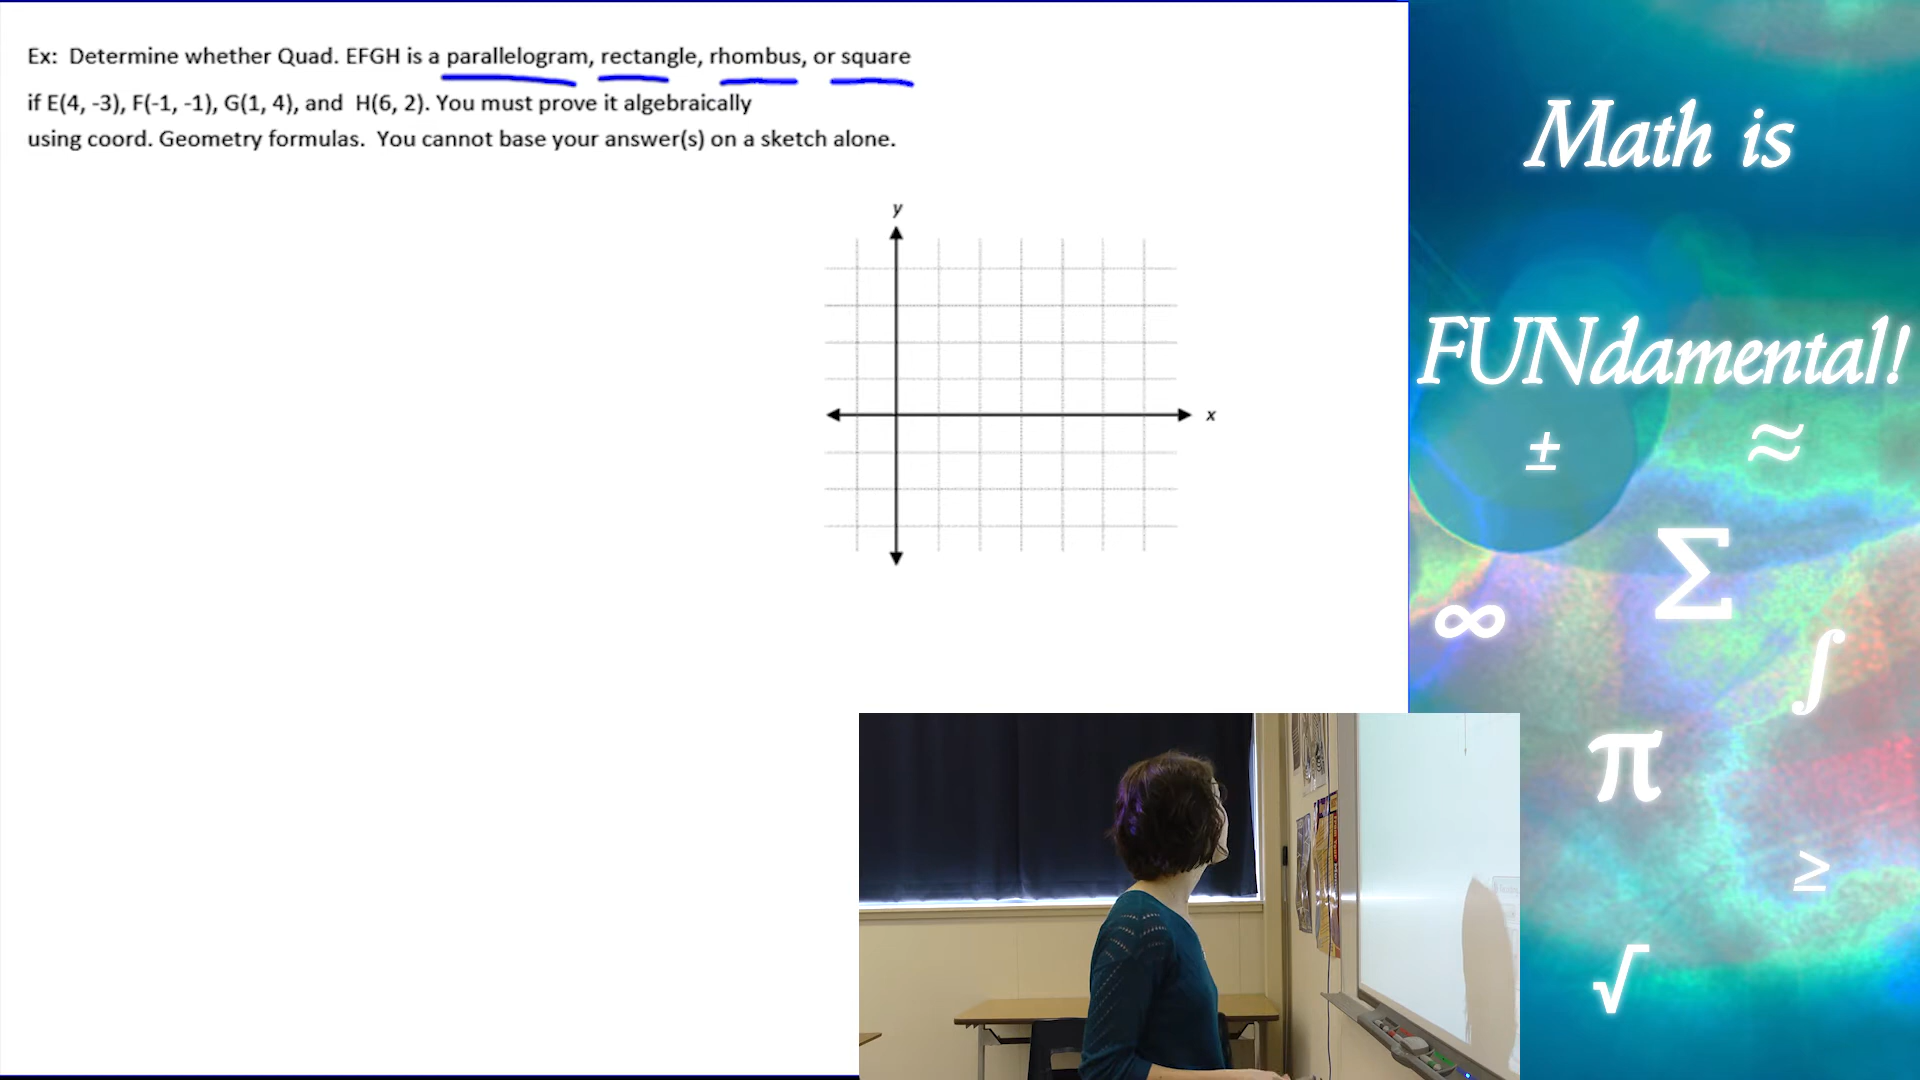 Ex: Determine whether Quad. EFGH is a parallelogram, rectangle, rhombus, or square
if E(4, -3), F(-1, -1), G(1, 4), and H(6, 2). You must prove it algebraically
using coord. Geometry formulas. You cannot base your answer(s) on a sketch alone.
y
x
Math is
FUNdamental!
± ≈
Σ
∞
∫
π
≥
√